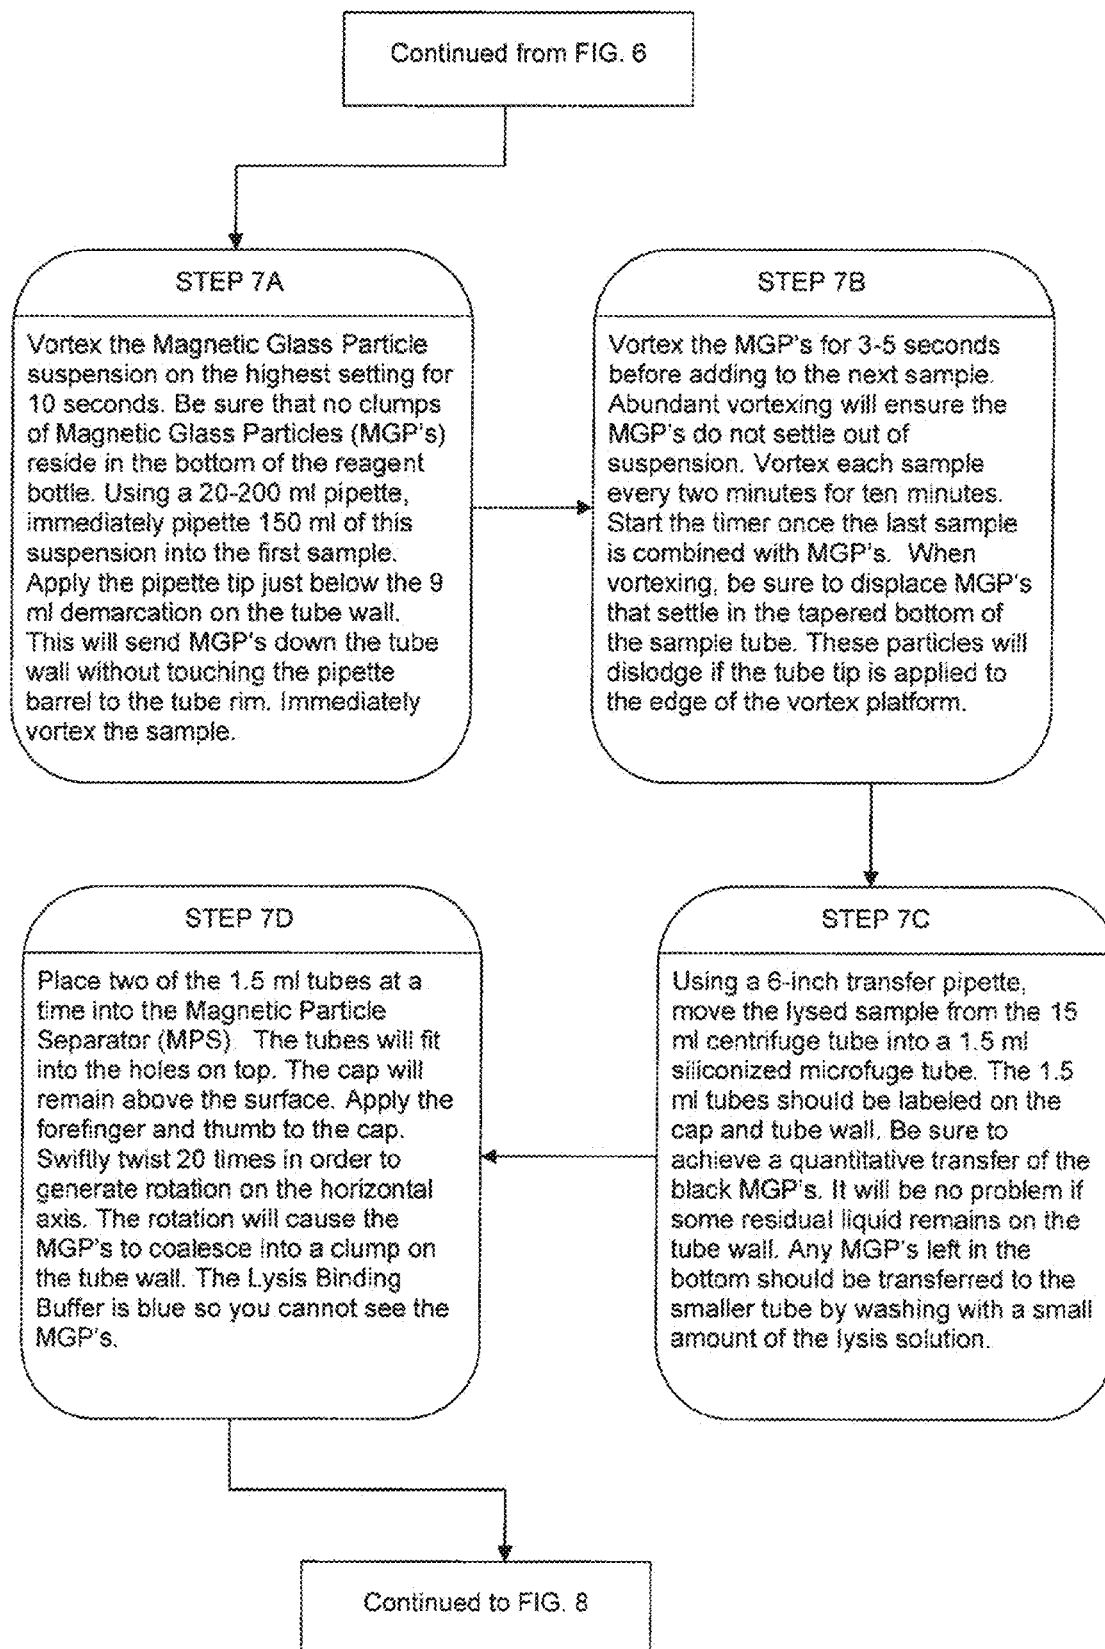 Continued from FIG. 6
STEP 7A
Vortex the Magnetic Glass Particle
suspension on the highest setting for
10 seconds. Be sure that no clumps
of Magnetic Glass Particles (MGP's)
reside in the bottom of the reagent
bottle. Using a 20-200 ml pipette,
immediately pipette 150 ml of this
suspension into the first sample.
Apply the pipette tip just below the 9
ml demarcation on the tube wall.
This will send MGP's down the tube
wall without touching the pipette
barrel to the tube rim. Immediately
vortex the sample.
STEP 7B
Vortex the MGP's for 3-5 seconds
before adding to the next sample.
Abundant vortexing will ensure the
MGP's do not settle out of
suspension. Vortex each sample
every two minutes for ten minutes.
Start the timer once the last sample
is combined with MGP's. When
vortexing, be sure to displace MGP's
that settle in the tapered bottom of
the sample tube. These particles will
dislodge if the tube tip is applied to
the edge of the vortex platform.
STEP 7C
Using a 6-inch transfer pipette,
move the lysed sample from the 15
ml centrifuge tube into a 1.5 ml
siliconized microfuge tube. The 1.5
ml tubes should be labeled on the
cap and tube wall. Be sure to
achieve a quantitative transfer of the
black MGP's. It will be no problem if
some residual liquid remains on the
tube wall. Any MGP's left in the
bottom should be transferred to the
smaller tube by washing with a small
amount of the lysis solution.
STEP 7D
Place two of the 1.5 ml tubes at a
time into the Magnetic Particle
Separator (MPS). The tubes will fit
into the holes on top. The cap will
remain above the surface. Apply the
forefinger and thumb to the cap.
Swiftly twist 20 times in order to
generate rotation on the horizontal
axis. The rotation will cause the
MGP's to coalesce into a clump on
the tube wall. The Lysis Binding
Buffer is blue so you cannot see the
MGP's.
Continued to FIG. 8